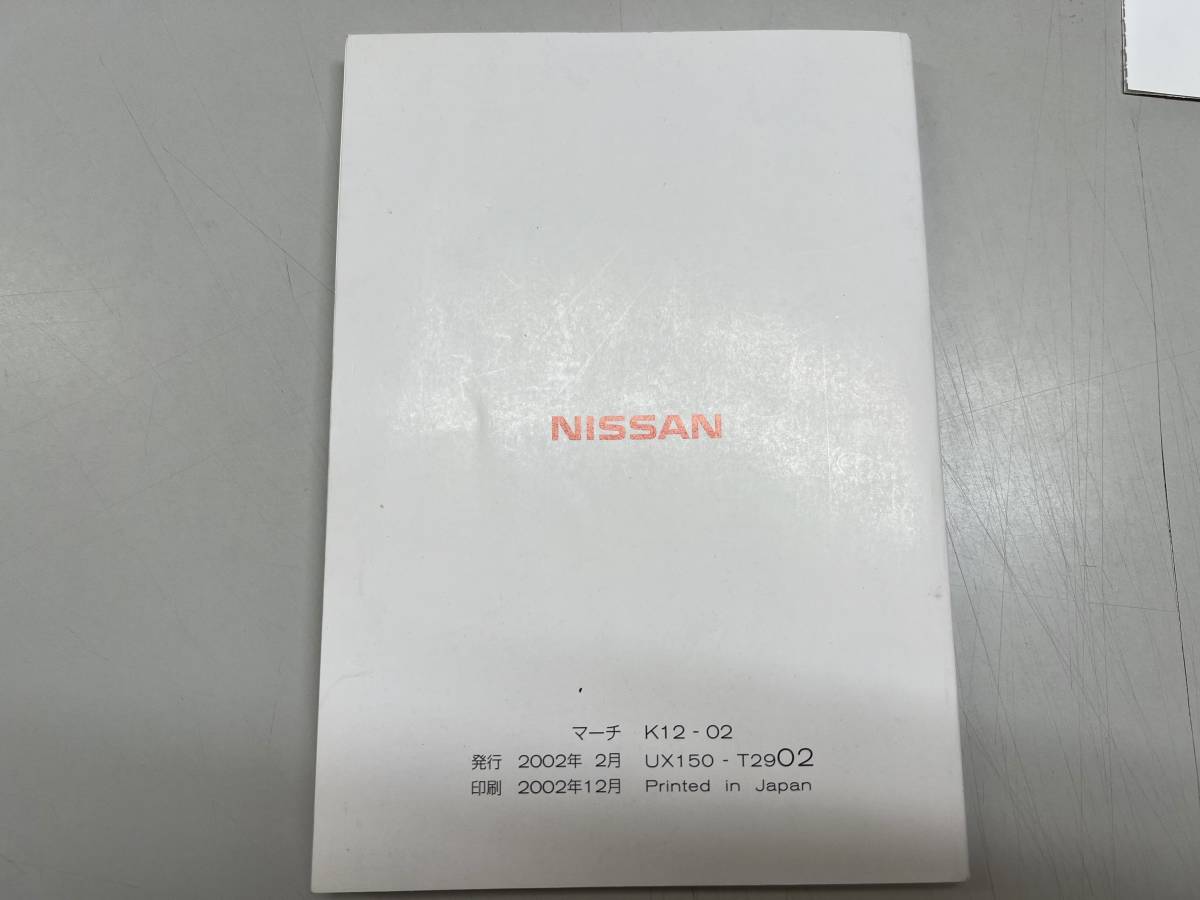 NISSAN
マーチ K12 - 02
発行 2002年 2月 UX150 - T2902
印刷 2002年12月 Printed in Japan